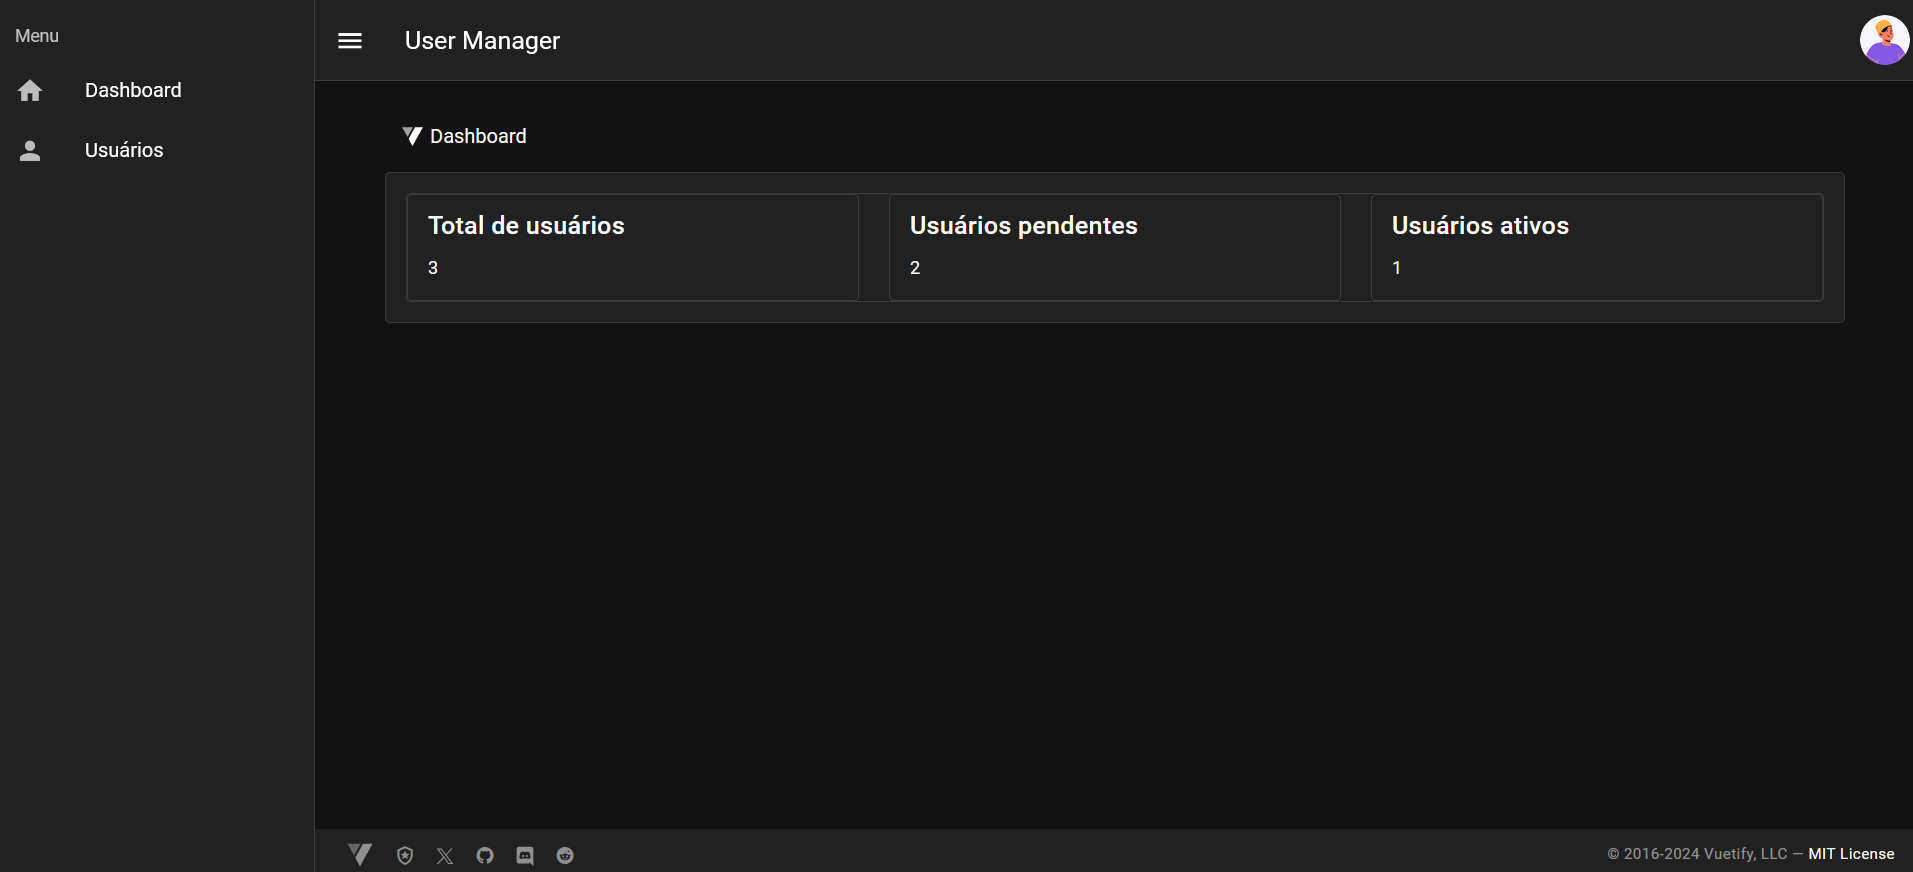 Menu
Dashboard
Usuários
User Manager
Dashboard
Total de usuários
3
Usuários pendentes
2
Usuários ativos
1
© 2016-2024 Vuetify, LLC — MIT License